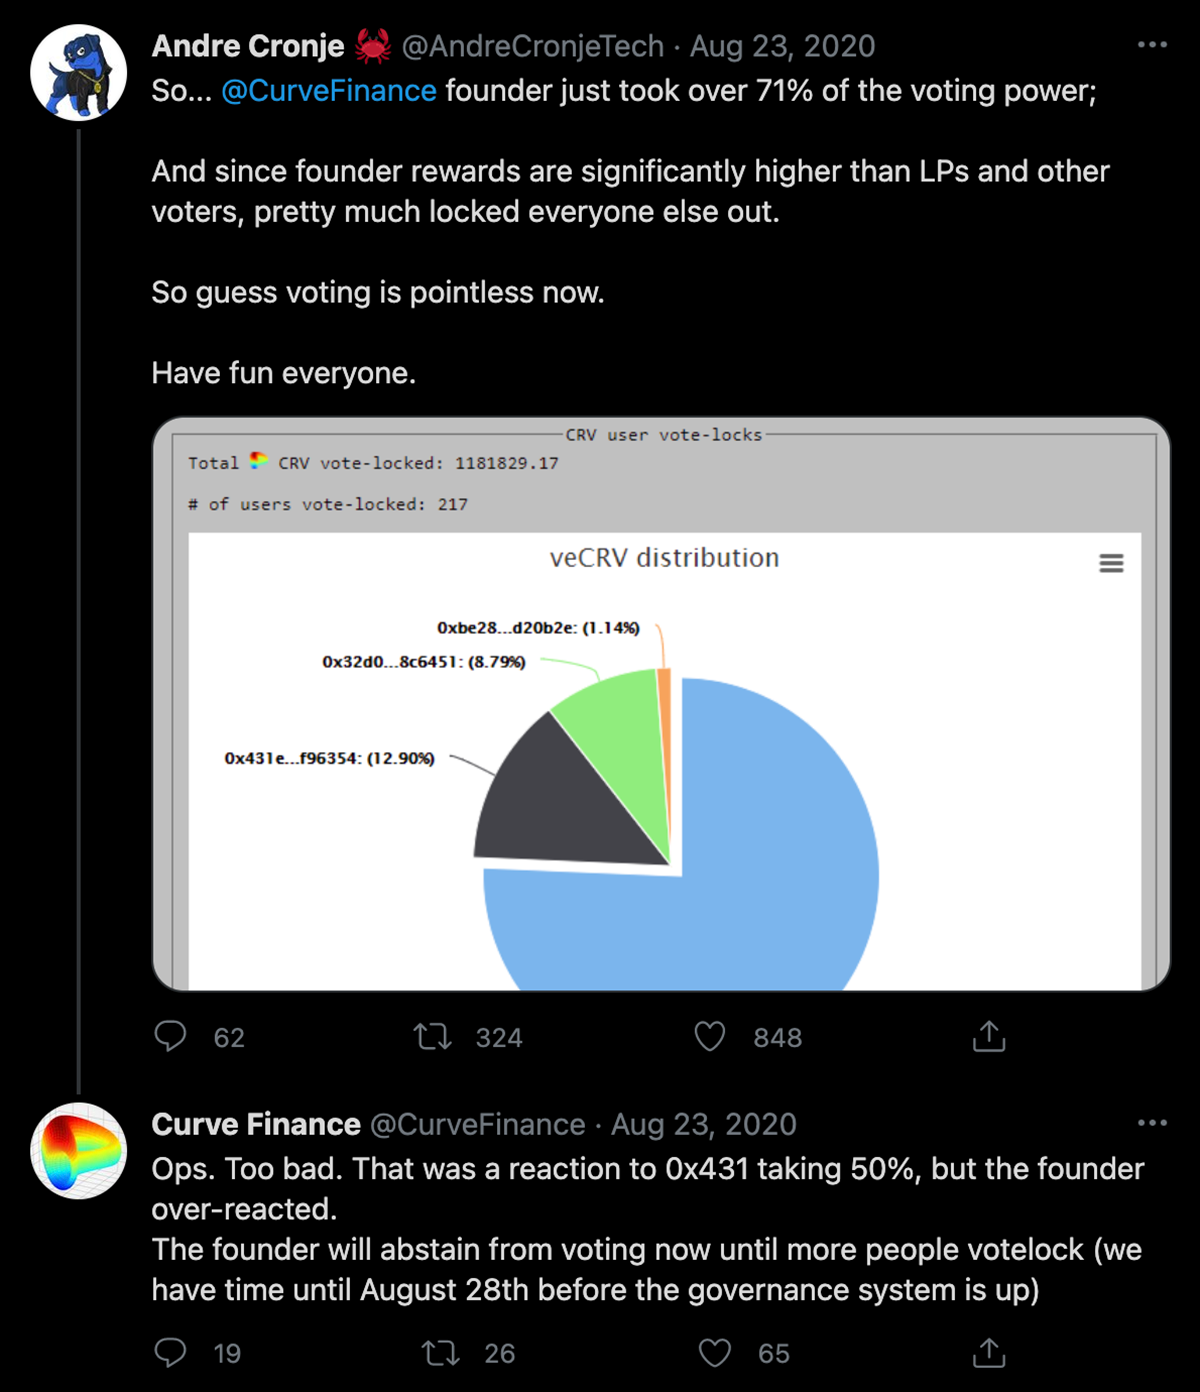 Andre Cronje 🦀 @AndreCronjeTech · Aug 23, 2020
So... @CurveFinance founder just took over 71% of the voting power;
And since founder rewards are significantly higher than LPs and other
voters, pretty much locked everyone else out.
So guess voting is pointless now.
Have fun everyone.
CRV user vote-locks
Total CRV vote-locked: 1181829.17
# of users vote-locked: 217
veCRV distribution
0xbe28...d20b2e: (1.14%)
0x32d0...8c6451: (8.79%)
0x431e...f96354: (12.90%)
62 324 848
Curve Finance @CurveFinance · Aug 23, 2020
Ops. Too bad. That was a reaction to 0x431 taking 50%, but the founder
over-reacted.
The founder will abstain from voting now until more people votelock (we
have time until August 28th before the governance system is up)
19 26 65